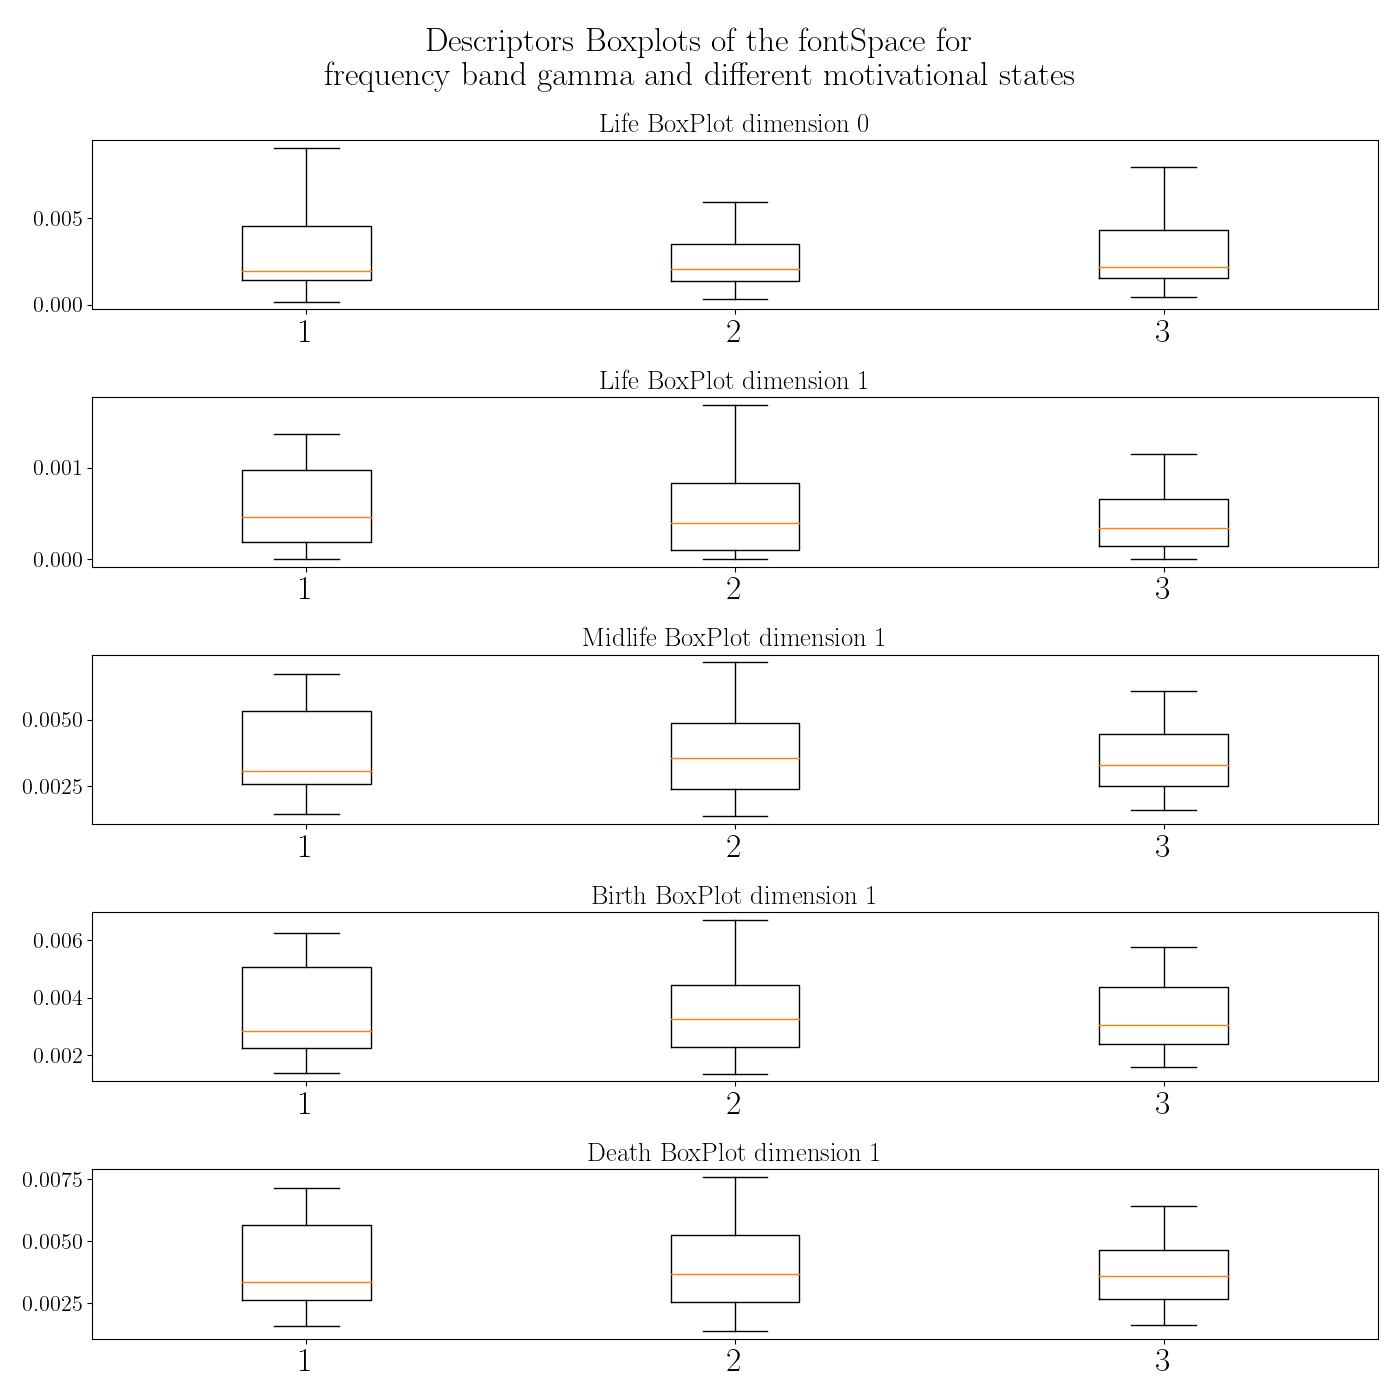 Descriptors Boxplots of the fontSpace for
frequency band gamma and different motivational states
Life BoxPlot dimension 0
0.005
0.000
1 2 3
Life BoxPlot dimension 1
0.001
0.000
1 2 3
Midlife BoxPlot dimension 1
0.0050
0.0025
1 2 3
Birth BoxPlot dimension 1
0.006
0.004
0.002
1 2 3
Death BoxPlot dimension 1
0.0075
0.0050
0.0025
1 2 3